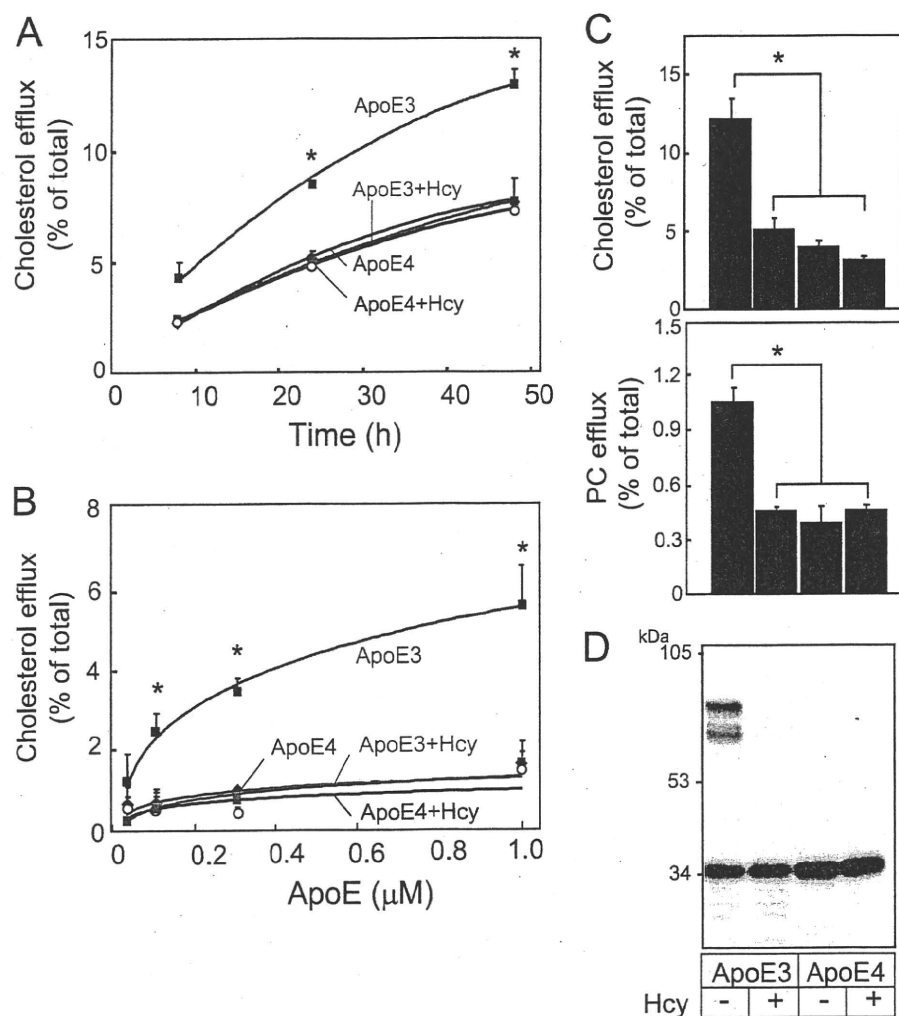 A
Cholesterol efflux
(% of total)
15
10
5
0
*
*
ApoE3
ApoE3+Hcy
ApoE4
ApoE4+Hcy
0
10
20
30
40
50
Time (h)
B
Cholesterol efflux
(% of total)
8
6
4
2
0
*
*
*
ApoE3
ApoE4
ApoE3+Hcy
ApoE4+Hcy
0
0.2
0.4
0.6
0.8
1.0
ApoE (μM)
C
Cholesterol efflux
(% of total)
15
10
5
0
*
PC efflux
(% of total)
1.5
1.2
0.9
0.6
0.3
0
*
D
kDa
105
53
34
ApoE3 ApoE4
Hcy - + - +